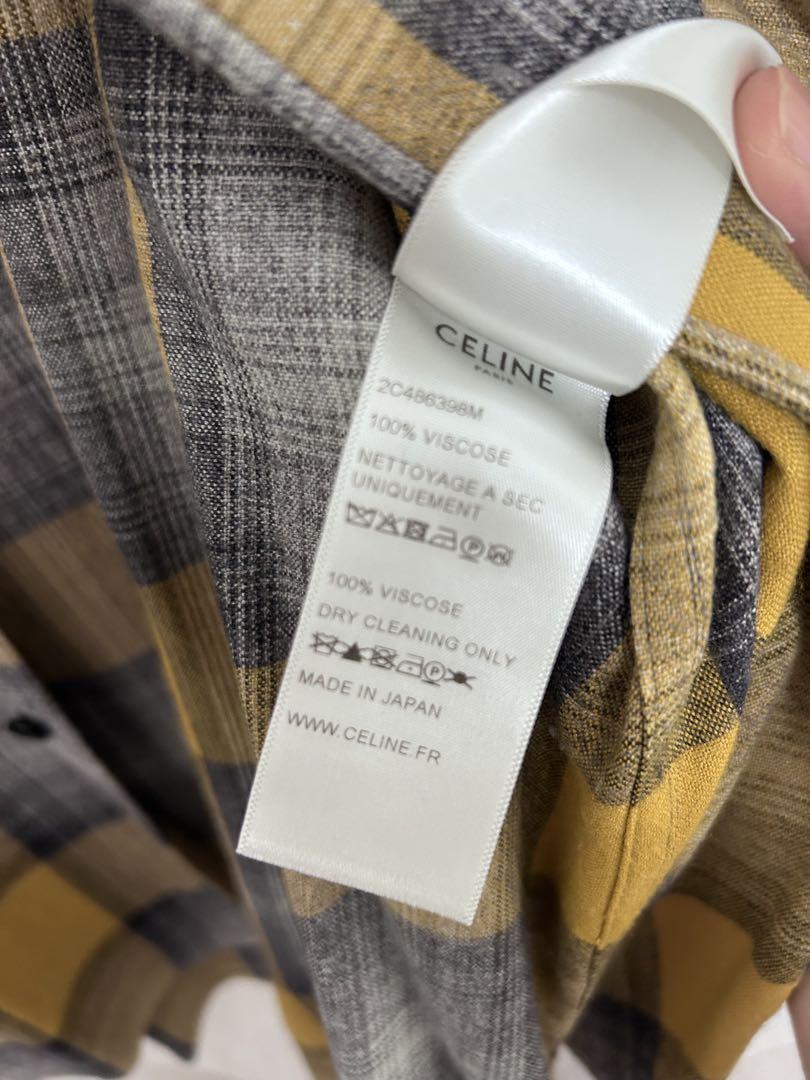 CELINE
PARIS
2C486398M
100% VISCOSE
NETTOYAGE A SEC
UNIQUEMENT
100% VISCOSE
DRY CLEANING ONLY
MADE IN JAPAN
WWW.CELINE.FR